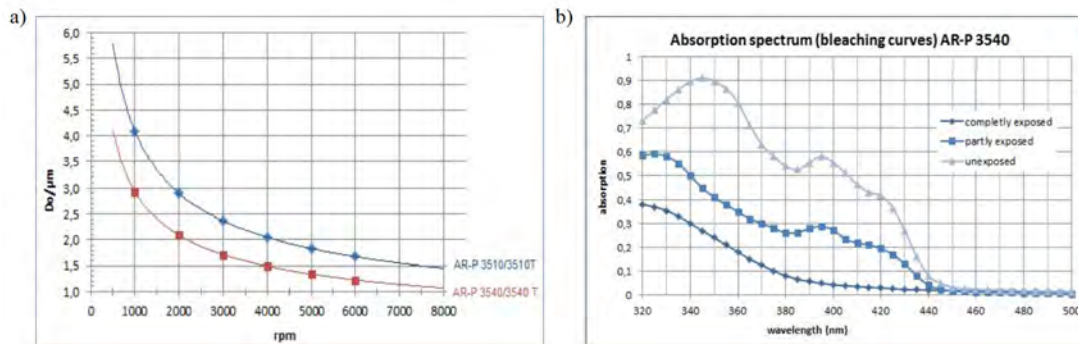 a)
6,0
5,5
5,0
4,5
4,0
3,5
3,0
2,5
2,0
1,5
1,0
Do/µm
0 1000 2000 3000 4000 5000 6000 7000 8000
rpm
AR-P 3510/3510T
AR-P 3540/3540 T
b)
Absorption spectrum (bleaching curves) AR-P 3540
1
0,9
0,8
0,7
0,6
0,5
0,4
0,3
0,2
0,1
0
absorption
320 340 360 380 400 420 440 460 480 500
wavelength (nm)
completly exposed
partly exposed
unexposed